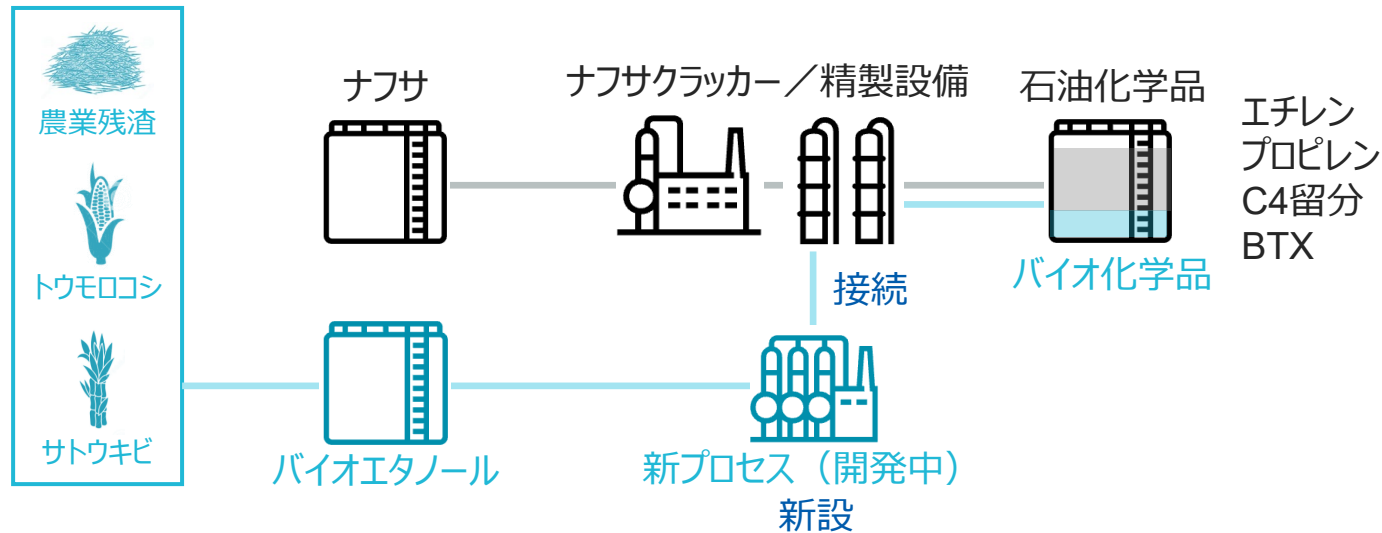 農業残渣
トウモロコシ
サトウキビ
ナフサ
ナフサクラッカー／精製設備
石油化学品
エチレン
プロピレン
C4留分
BTX
バイオ化学品
接続
バイオエタノール
新プロセス（開発中）
新設